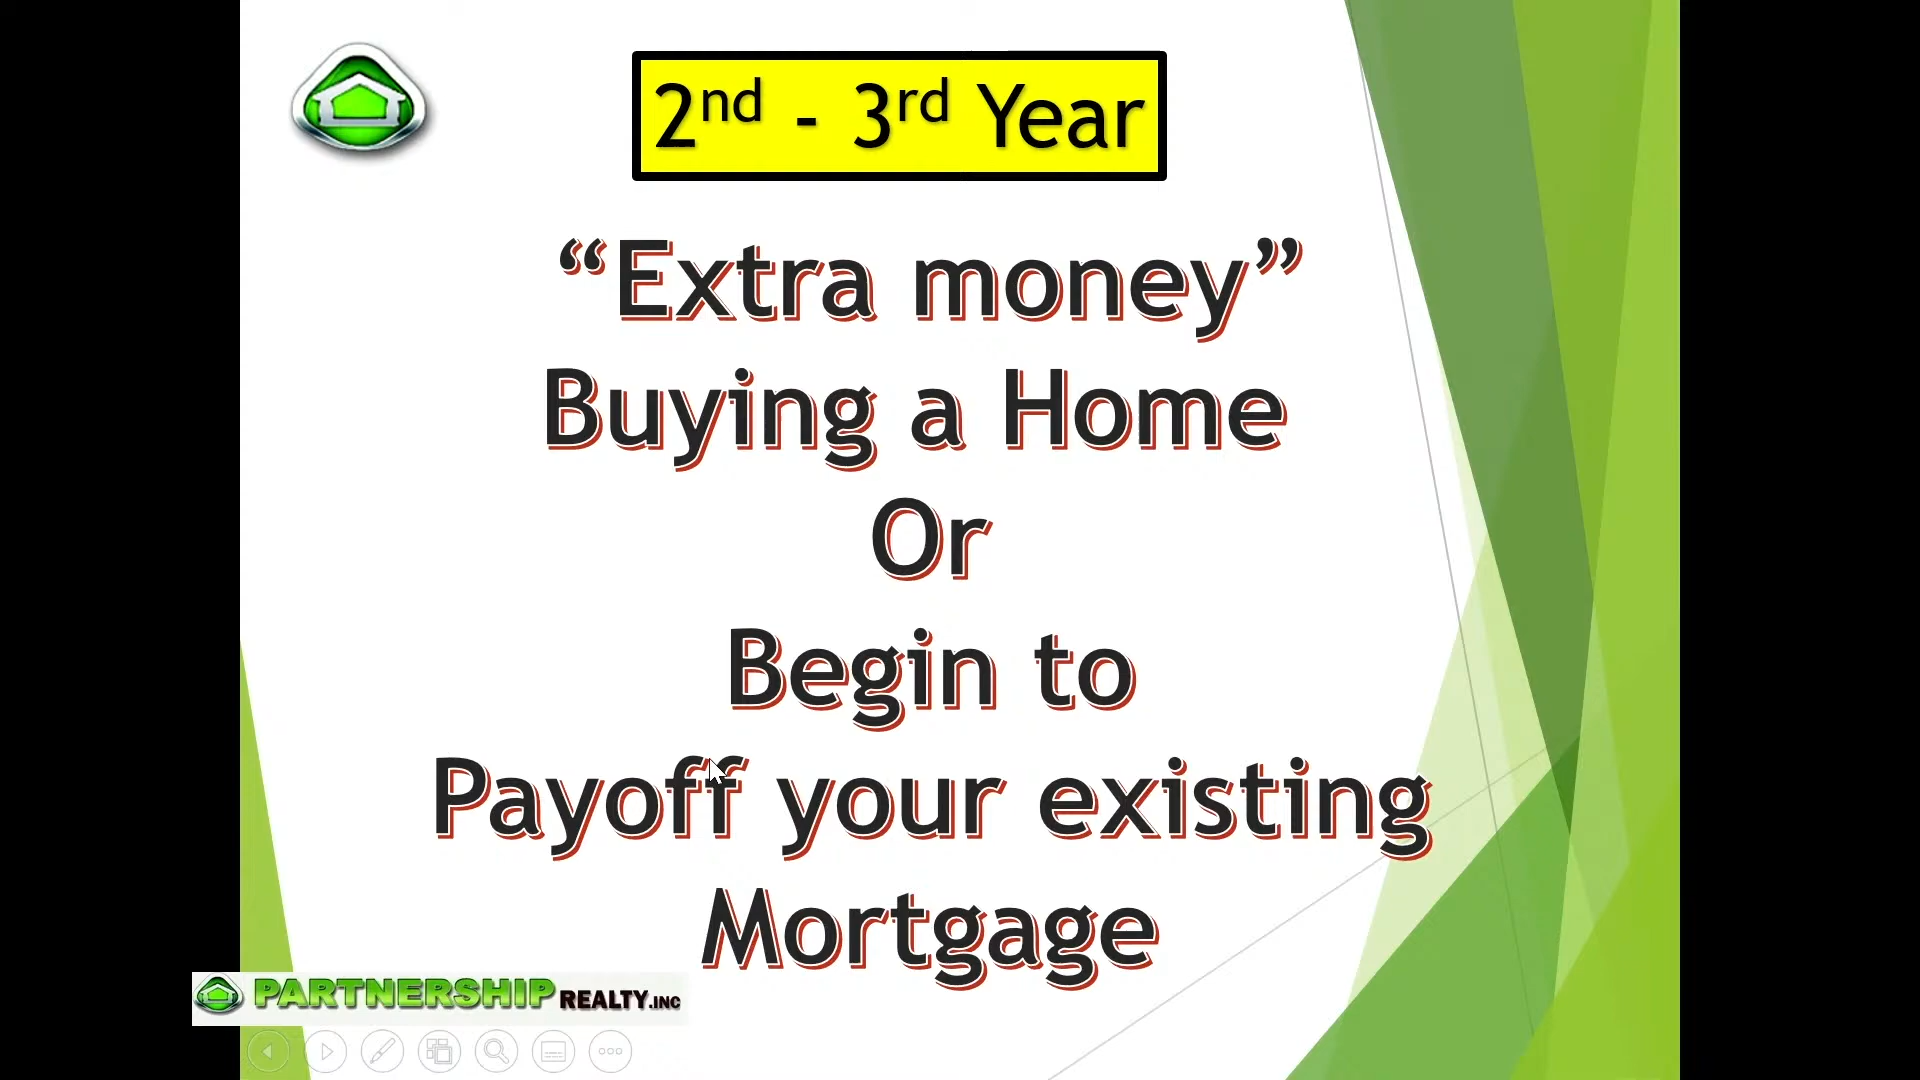 2nd - 3rd Year
“Extra money”
Buying a Home
Or
Begin to
Payoff your existing
Mortgage
PARTNERSHIP REALTY.INC